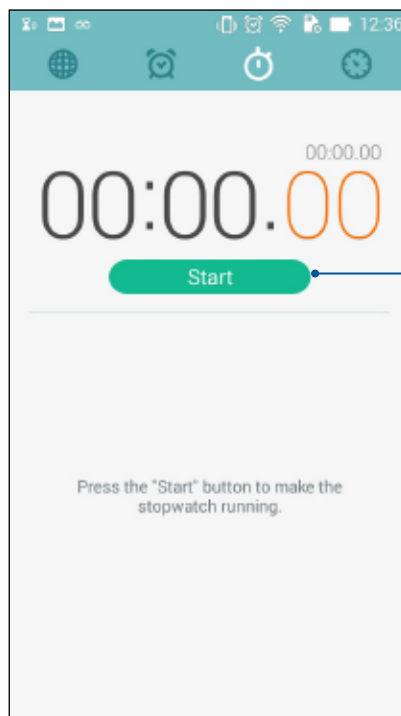 12:36
00:00.00
00:00.00
Start
Press the "Start" button to make the
stopwatch running.